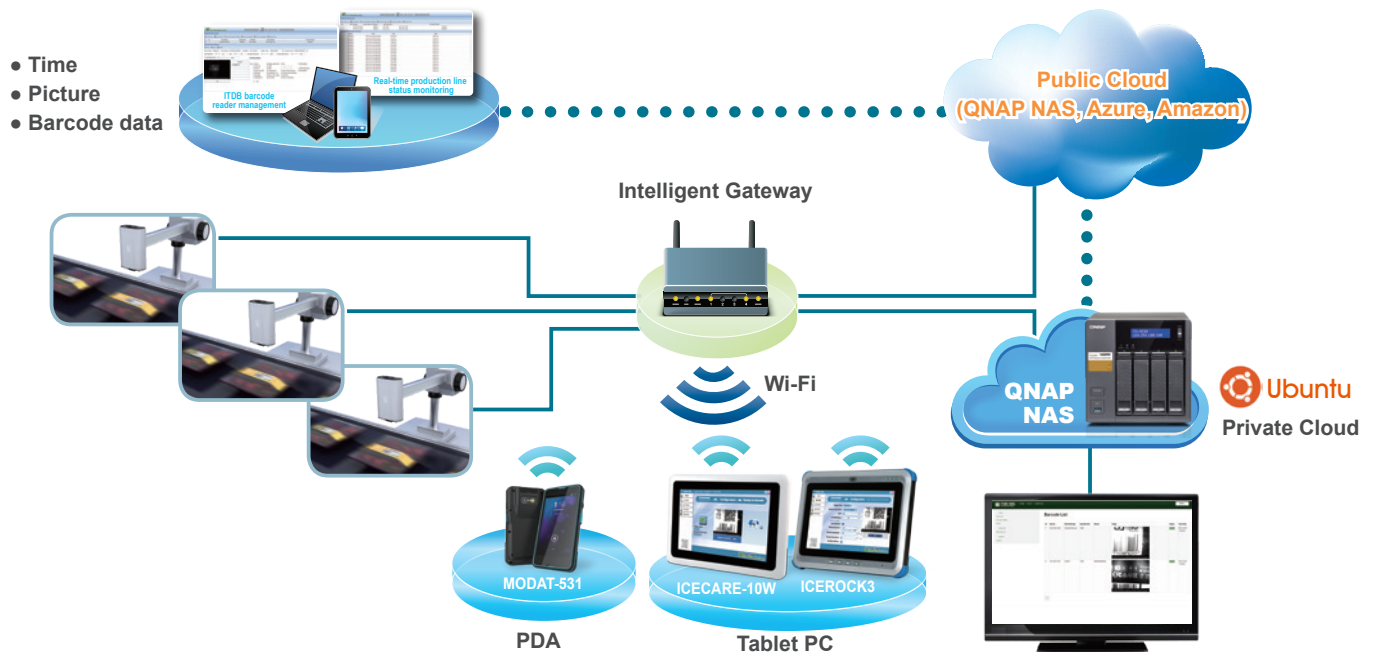 ● Time
● Picture
● Barcode data
ITDB barcode
reader management
Real-time production line
status monitoring
Public Cloud
(QNAP NAS, Azure, Amazon)
Intelligent Gateway
Wi-Fi
QNAP
QNAP
NAS
Ubuntu
Private Cloud
MODAT-531
ICECARE-10W
ICEROCK3
PDA
Tablet PC
Barcode List